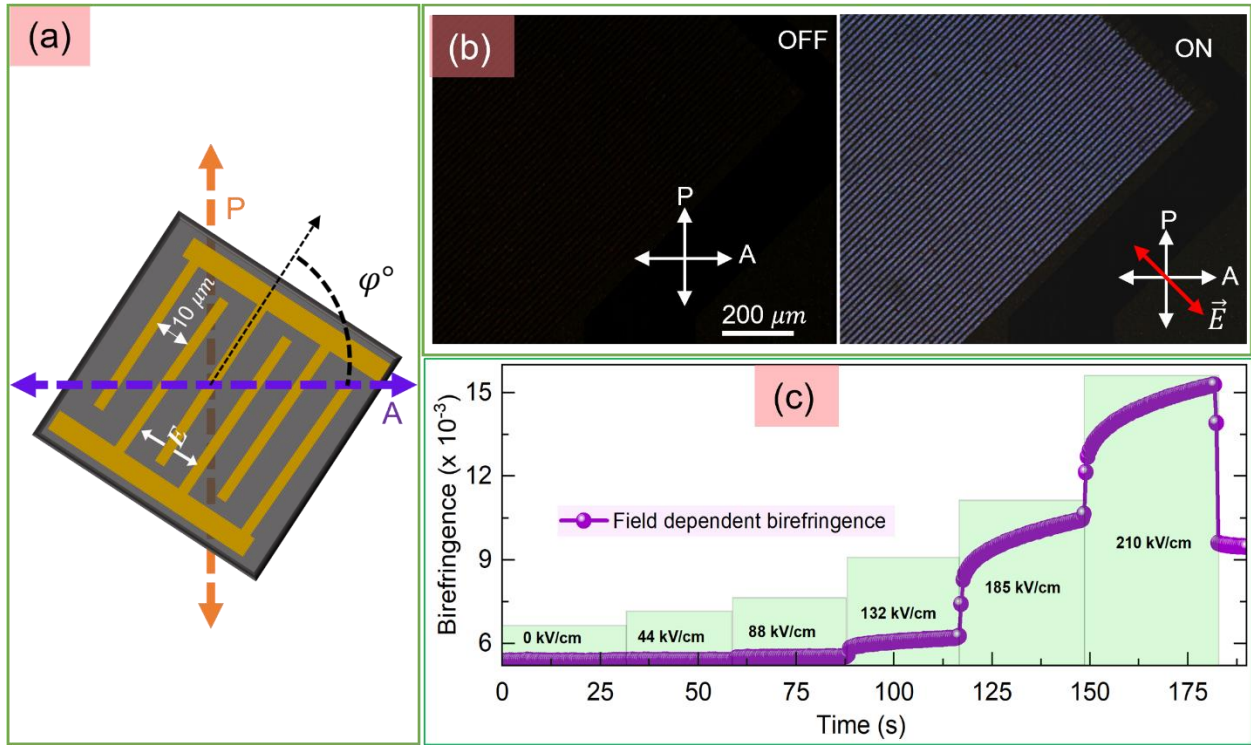 (a)
P
φ°
10 μm
E
A
(b)
OFF
P
A
200 μm
ON
P
A
E⃗
(c)
Birefringence (x 10⁻³)
15
12
9
6
Field dependent birefringence
0 kV/cm
44 kV/cm
88 kV/cm
132 kV/cm
185 kV/cm
210 kV/cm
0 25 50 75 100 125 150 175
Time (s)